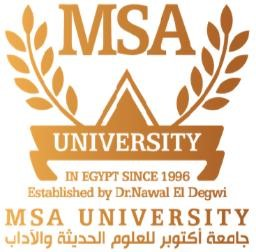 MSA
UNIVERSITY
IN EGYPT SINCE 1996
Established by Dr.Nawal El Degwi
MSA UNIVERSITY
جامعة أكتوبر للعلوم الحديثة والآداب